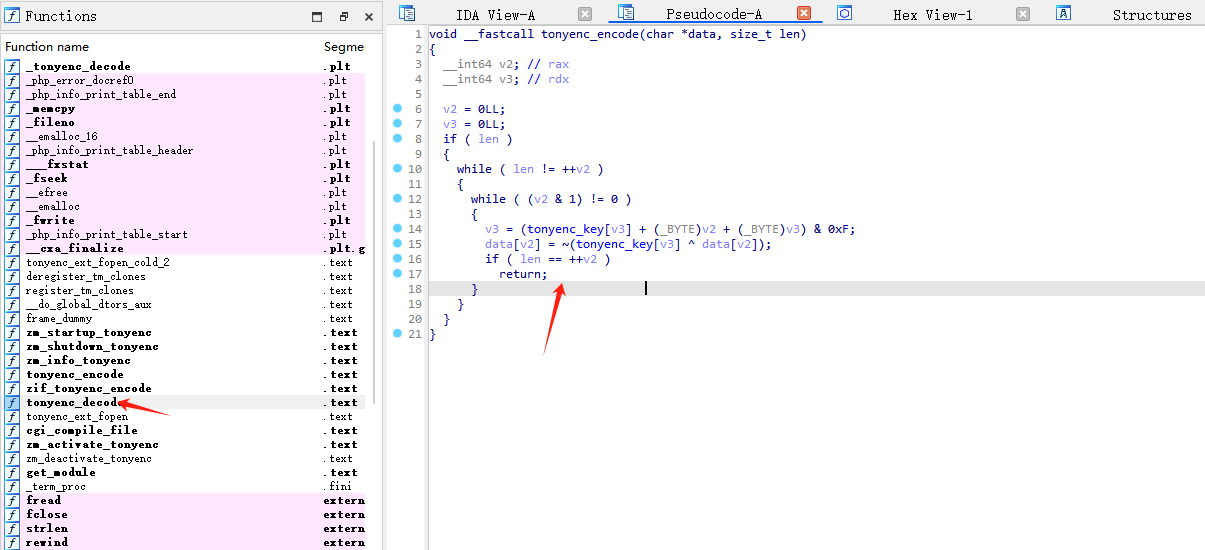 Functions
Function name Segme
_tonyenc_decode .plt
_php_error_docref0 .plt
_php_info_print_table_end .plt
_memcpy .plt
_fileno .plt
__emalloc_16 .plt
_php_info_print_table_header .plt
___fxstat .plt
_fseek .plt
__efree .plt
__emalloc .plt
_fwrite .plt
_php_info_print_table_start .plt
__cxa_finalize .plt.g
tonyenc_ext_fopen_cold_2 .text
deregister_tm_clones .text
register_tm_clones .text
__do_global_dtors_aux .text
frame_dummy .text
zm_startup_tonyenc .text
zm_shutdown_tonyenc .text
zm_info_tonyenc .text
tonyenc_encode .text
zif_tonyenc_encode .text
tonyenc_decode .text
tonyenc_ext_fopen .text
cgi_compile_file .text
zm_activate_tonyenc .text
zm_deactivate_tonyenc .text
get_module .text
_term_proc .fini
fread extern
fclose extern
strlen extern
rewind extern
IDA View-A Pseudocode-A Hex View-1 Structures
1 void __fastcall tonyenc_encode(char *data, size_t len)
2 {
3 __int64 v2; // rax
4 __int64 v3; // rdx
5
6 v2 = 0LL;
7 v3 = 0LL;
8 if ( len )
9 {
10 while ( len != ++v2 )
11 {
12 while ( (v2 & 1) != 0 )
13 {
14 v3 = (tonyenc_key[v3] + (_BYTE)v2 + (_BYTE)v3) & 0xF;
15 data[v2] = ~(tonyenc_key[v3] ^ data[v2]);
16 if ( len == ++v2 )
17 return;
18 }
19 }
20 }
21 }